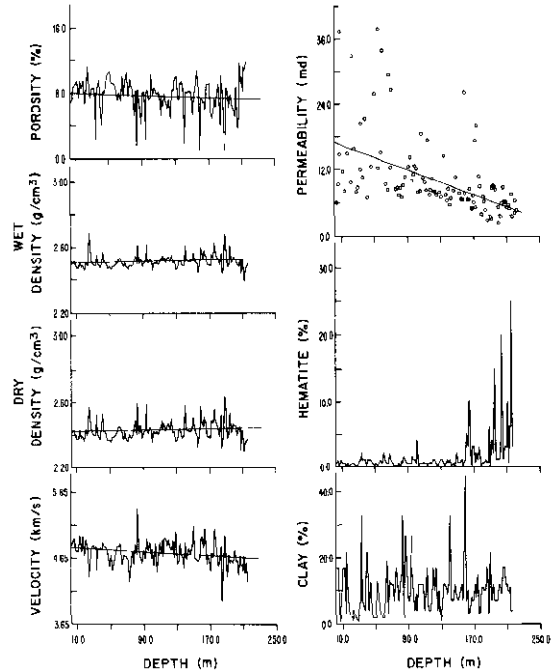 POROSITY (%)
16.0
8.0
0.0
WET
DENSITY (g/cm³)
3.00
2.60
2.20
DRY
DENSITY (g/cm³)
3.00
2.60
2.20
VELOCITY (km/s)
5.65
4.65
3.65
10.0 90.0 170.0 250.0
DEPTH (m)
PERMEABILITY (md)
36.0
24.0
12.0
0.0
HEMATITE (%)
30.0
20.0
10.0
0.0
CLAY (%)
40.0
20.0
0.0
10.0 90.0 170.0 250.0
DEPTH (m)